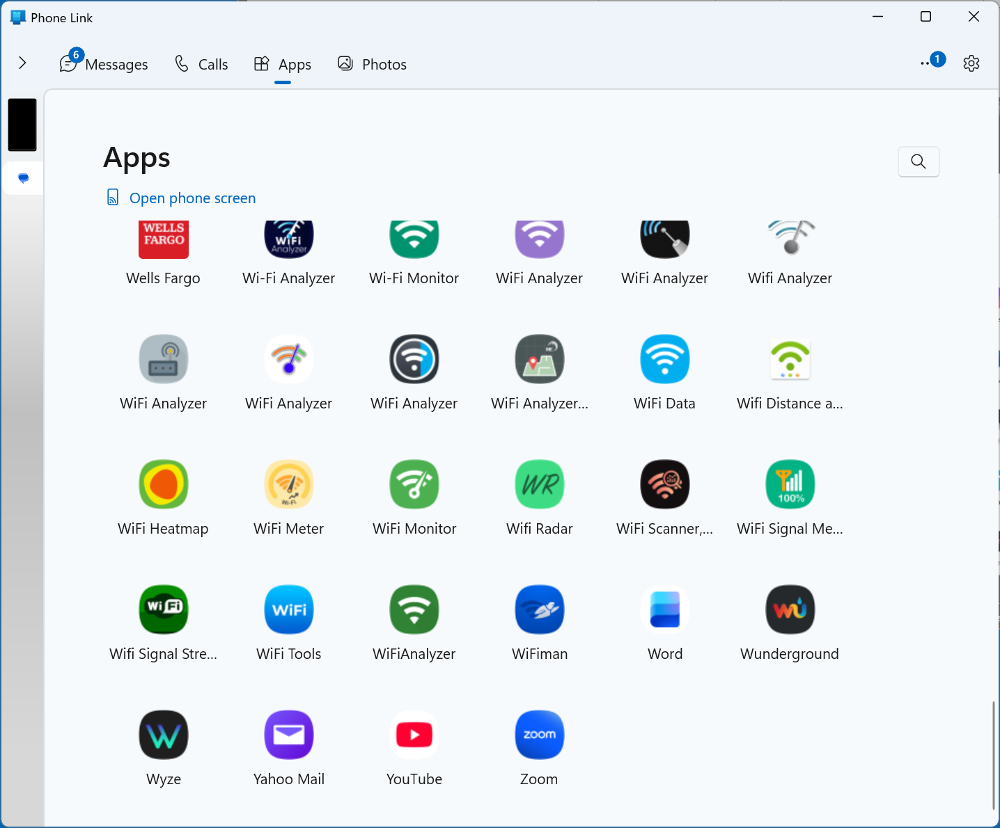 Phone Link
6
Messages
Calls
Apps
Photos
1
Apps
Open phone screen
WELLS
FARGO
WiFi
Analyzer
Wells Fargo
Wi-Fi Analyzer
Wi-Fi Monitor
WiFi Analyzer
WiFi Analyzer
Wifi Analyzer
WiFi Analyzer
WiFi Analyzer
WiFi Analyzer
WiFi Analyzer...
WiFi Data
Wifi Distance a...
Wi-Fi
WR
100%
WiFi Heatmap
WiFi Meter
WiFi Monitor
Wifi Radar
WiFi Scanner,...
WiFi Signal Me...
WiFi
WiFi
wu
Wifi Signal Stre...
WiFi Tools
WiFiAnalyzer
WiFiman
Word
Wunderground
W
zoom
Wyze
Yahoo Mail
YouTube
Zoom